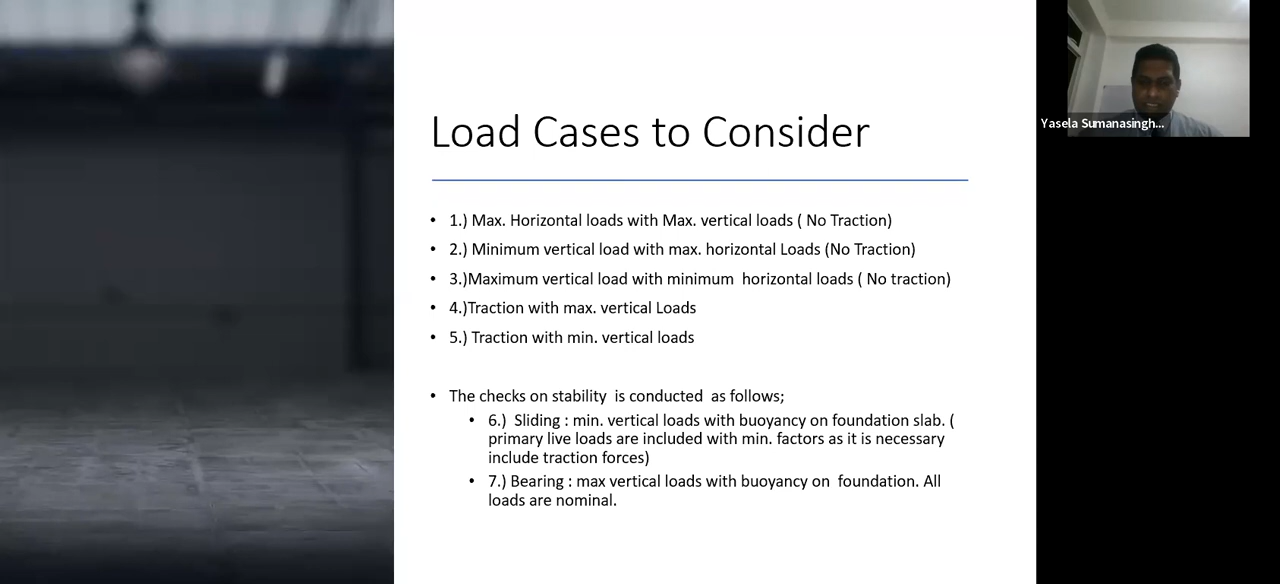 Load Cases to Consider
• 1.) Max. Horizontal loads with Max. vertical loads ( No Traction)
• 2.) Minimum vertical load with max. horizontal Loads (No Traction)
• 3.)Maximum vertical load with minimum  horizontal loads ( No traction)
• 4.)Traction with max. vertical Loads
• 5.) Traction with min. vertical loads
• The checks on stability  is conducted  as follows;
• 6.)  Sliding : min. vertical loads with buoyancy on foundation slab. (
primary live loads are included with min. factors as it is necessary
include traction forces)
• 7.) Bearing : max vertical loads with buoyancy on  foundation. All
loads are nominal.
Yasela Sumanasingh...